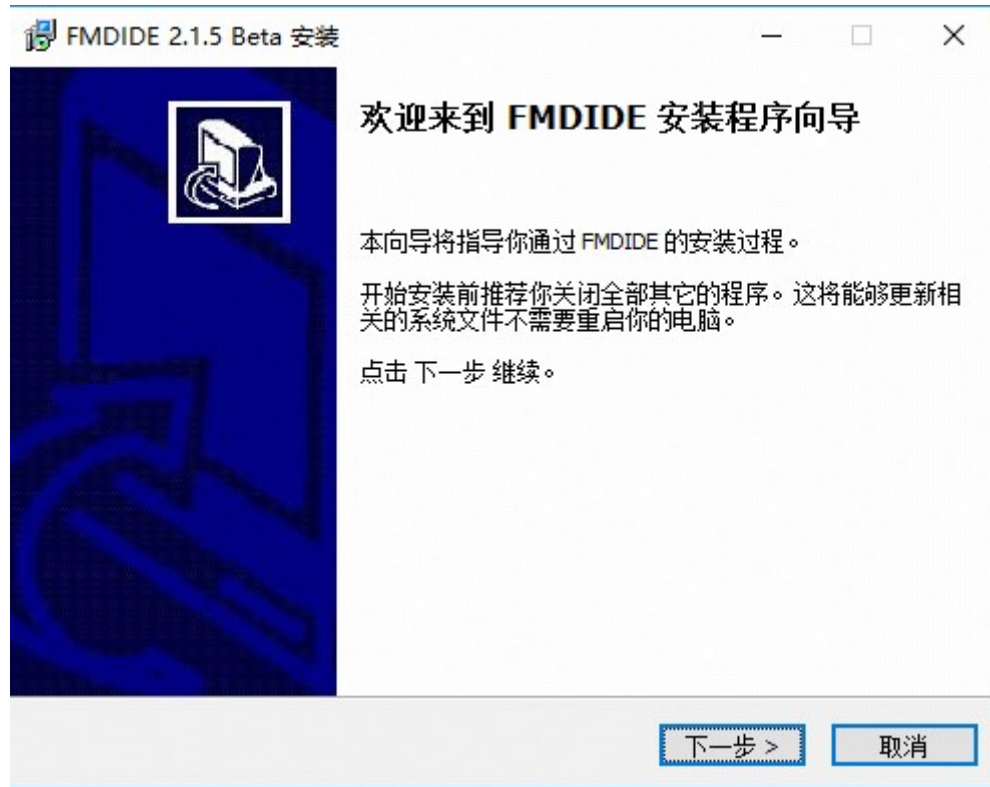 FMDIDE 2.1.5 Beta 安装
欢迎来到 FMDIDE 安装程序向导
本向导将指导你通过 FMDIDE 的安装过程。
开始安装前推荐你关闭全部其它的程序。这将能够更新相
关的系统文件不需要重启你的电脑。
点击 下一步 继续。
下一步 > 取消